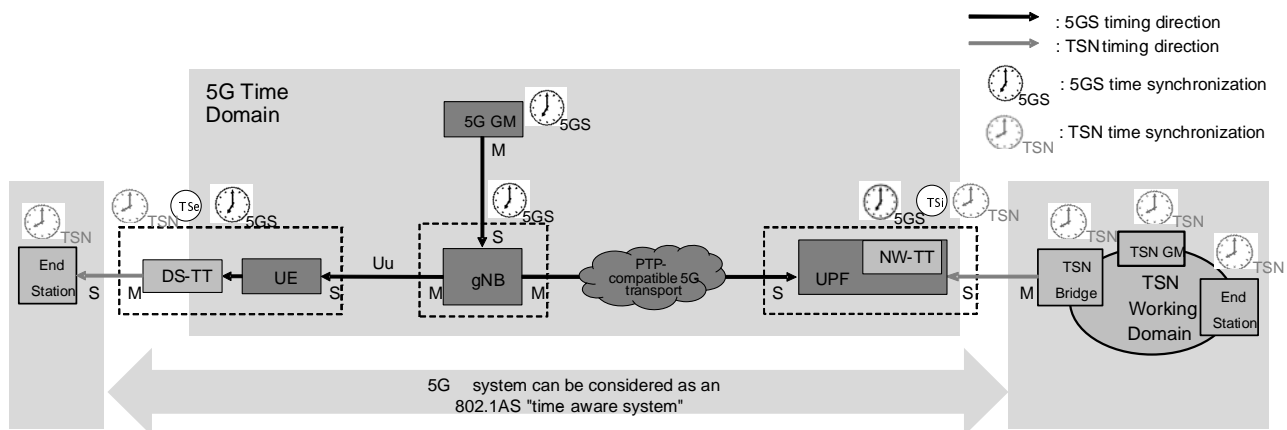 : 5GS timing direction
: TSN timing direction
5GS : 5GS time synchronization
TSN : TSN time synchronization
5G Time
Domain
5G GM
5GS
M
5GS
S
TSN
TSN
TSe
5GS
5GS
TSi
TSN
TSN
TSN
TSN
End
Station
S
M
DS-TT
UE
S
Uu
M
gNB
M
PTP-
compatible 5G
transport
S
UPF
NW-TT
S
M
TSN
Bridge
TSN GM
TSN
Working
Domain
End
Station
5G system can be considered as an
802.1AS "time aware system"